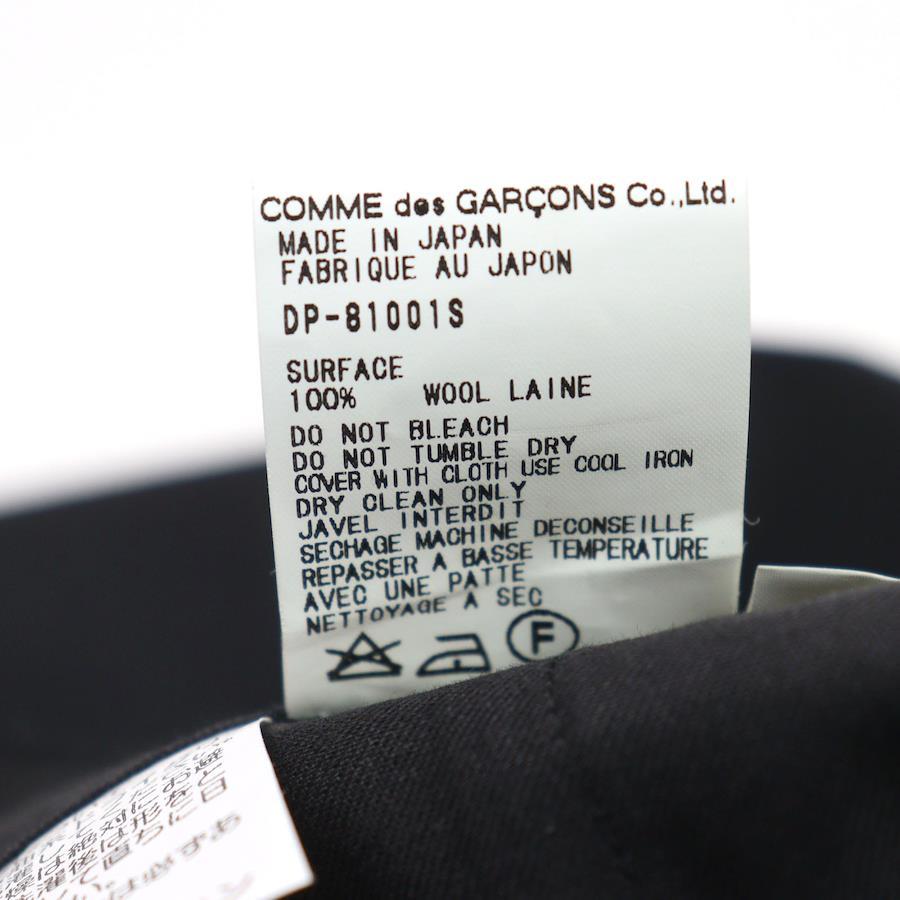 COMME des GARÇONS Co.,Ltd.
MADE IN JAPAN
FABRIQUE AU JAPON
DP-81001S
SURFACE
100% WOOL LAINE
DO NOT BLEACH
DO NOT TUMBLE DRY
COVER WITH CLOTH USE COOL IRON
DRY CLEAN ONLY
JAVEL INTERDIT
SECHAGE MACHINE DECONSEILLE
REPASSER A BASSE TEMPERATURE
AVEC UNE PATTE
NETTOYAGE A SEC
F